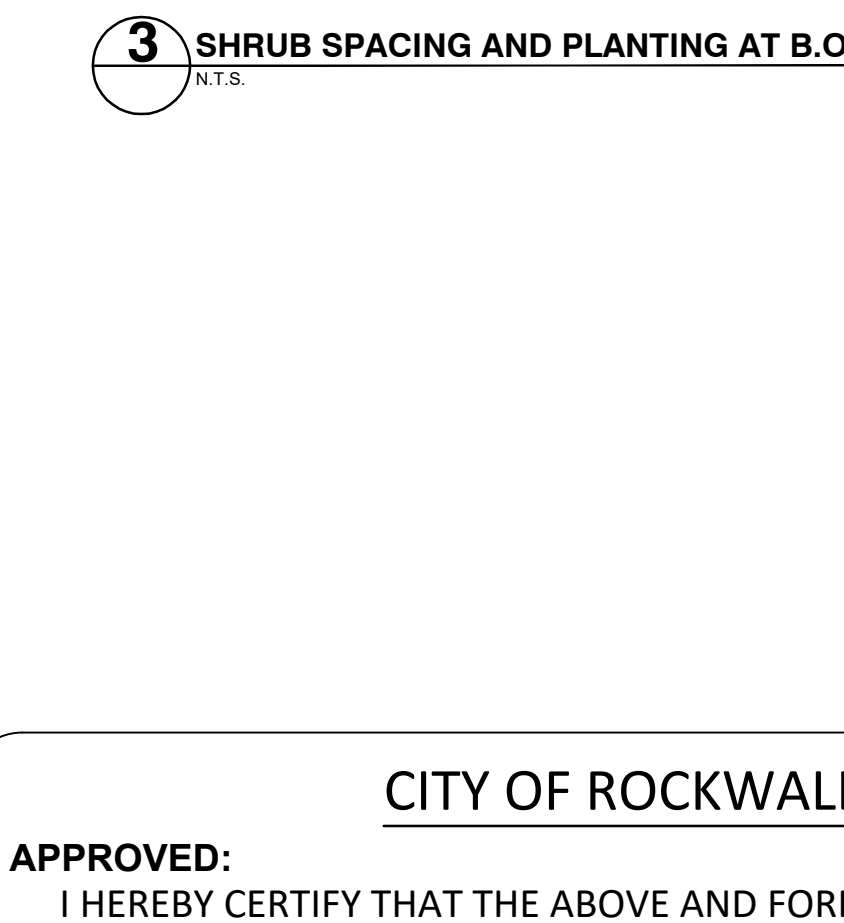 3
SHRUB SPACING AND PLANTING AT B.O
N.T.S.
CITY OF ROCKWALL
APPROVED:
I HEREBY CERTIFY THAT THE ABOVE AND FOR